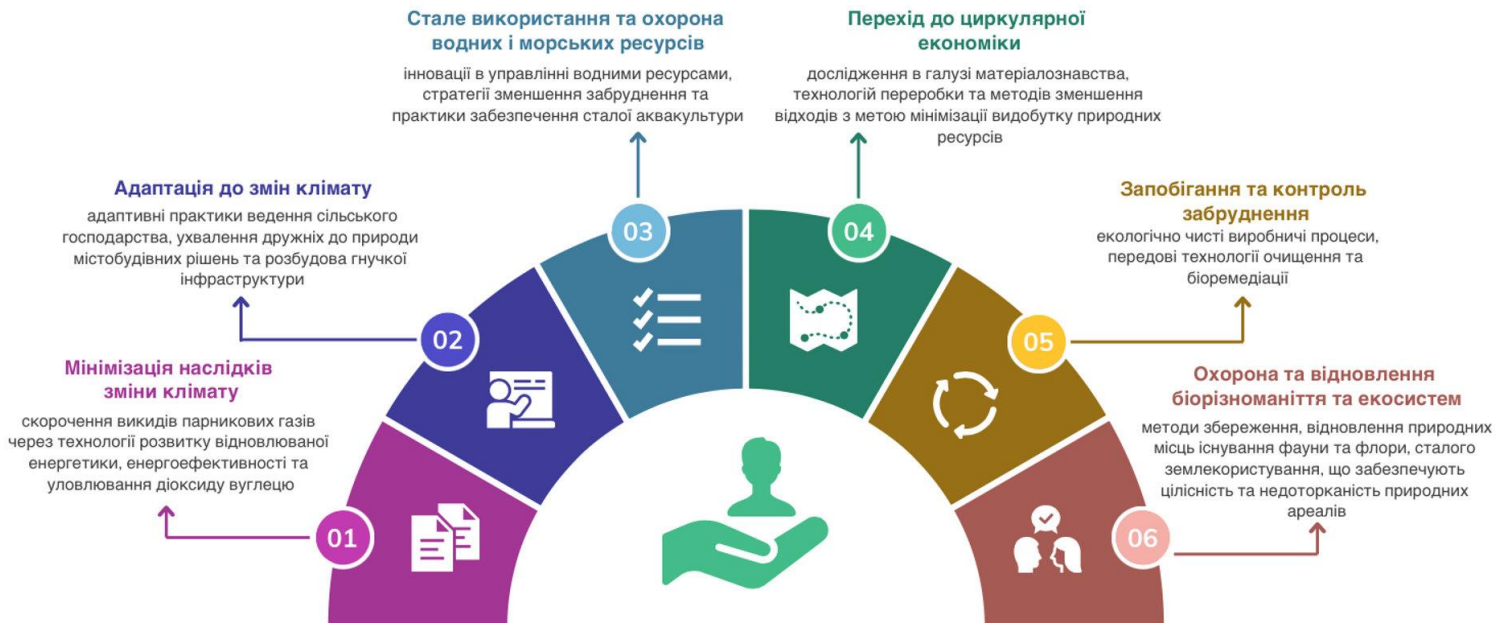 Мінімізація наслідків
зміни клімату
скорочення викидів парникових газів
через технології розвитку відновлюваної
енергетики, енергоефективності та
уловлювання діоксиду вуглецю
01
Адаптація до змін клімату
адаптивні практики ведення сільського
господарства, ухвалення дружніх до природи
містобудівних рішень та розбудова гнучкої
інфраструктури
02
Стале використання та охорона
водних і морських ресурсів
інновації в управлінні водними ресурсами,
стратегії зменшення забруднення та
практики забезпечення сталої аквакультури
03
Перехід до циркулярної
економіки
дослідження в галузі матеріалознавства,
технологій переробки та методів зменшення
відходів з метою мінімізації видобутку природних
ресурсів
04
Запобігання та контроль
забруднення
екологічно чисті виробничі процеси,
передові технології очищення та
біоремедіації
05
Охорона та відновлення
біорізноманіття та екосистем
методи збереження, відновлення природних
місць існування фауни та флори, сталого
землекористування, що забезпечують
цілісність та недоторканість природних
ареалів
06